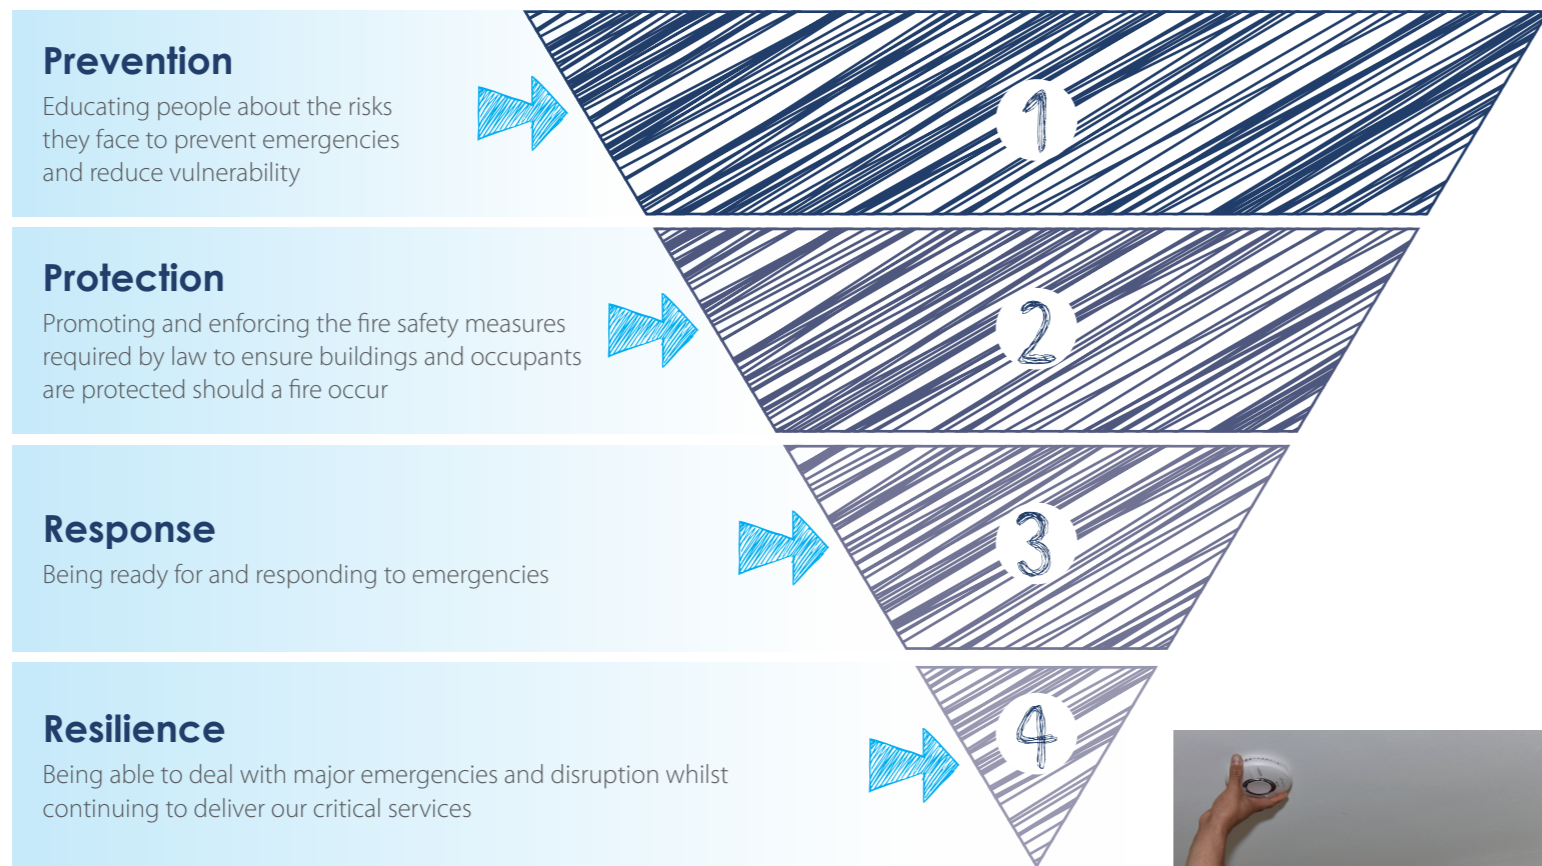 Prevention
Educating people about the risks
they face to prevent emergencies
and reduce vulnerability
1
Protection
Promoting and enforcing the fire safety measures
required by law to ensure buildings and occupants
are protected should a fire occur
2
Response
Being ready for and responding to emergencies
3
Resilience
Being able to deal with major emergencies and disruption whilst
continuing to deliver our critical services
4